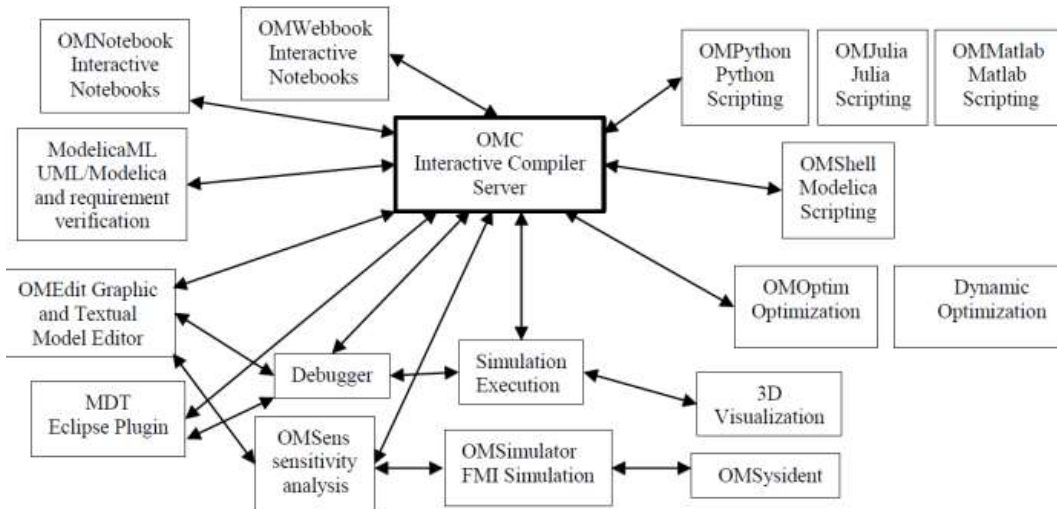 OMNotebook
Interactive
Notebooks
OMWebbook
Interactive
Notebooks
OMPython
Python
Scripting
OMJulia
Julia
Scripting
OMMatlab
Matlab
Scripting
OMC
Interactive Compiler
Server
ModelicaML
UML/Modelica
and requirement
verification
OMShell
Modelica
Scripting
OMEdit Graphic
and Textual
Model Editor
OMOptim
Optimization
Dynamic
Optimization
Debugger
Simulation
Execution
MDT
Eclipse Plugin
3D
Visualization
OMSens
sensitivity
analysis
OMSimulator
FMI Simulation
OMSysident